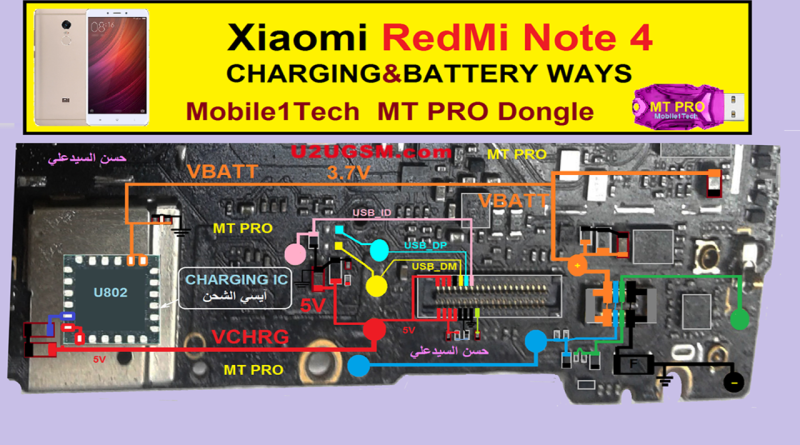 Xiaomi RedMi Note 4
CHARGING&BATTERY WAYS
Mobile1Tech MT PRO Dongle
MT PRO
Mobile1Tech
حسن السيدعلي
U2UGSM.com
MT PRO
VBATT
3.7V
VBATT
USB_ID
MT PRO
USB_DP
USB_DM
CHARGING IC
آيسي الشحن
U802
5V
5V
VCHRG
حسن السيدعلي
5V
MT PRO
F
+
-